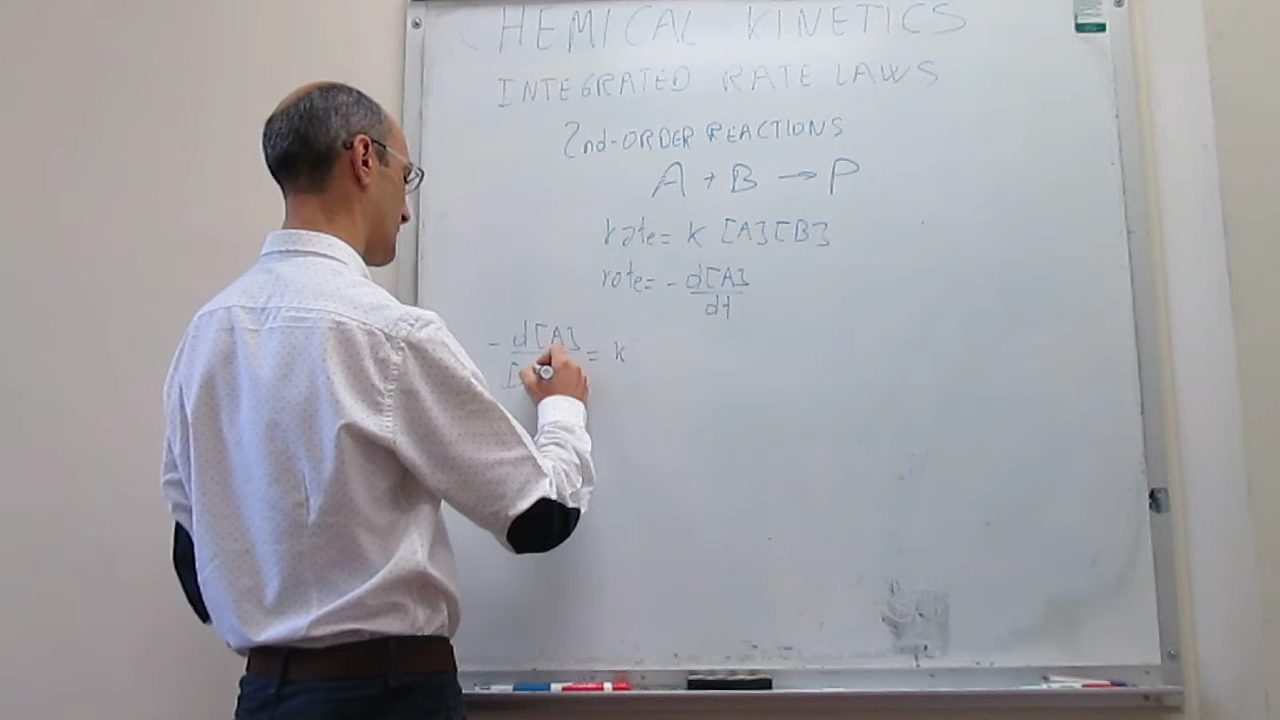 CHEMICAL KINETICS
INTEGRATED RATE LAWS
2nd-ORDER REACTIONS
A + B → P
rate = k [A][B]
rate = - d[A]
dt
- d[A] = k
[